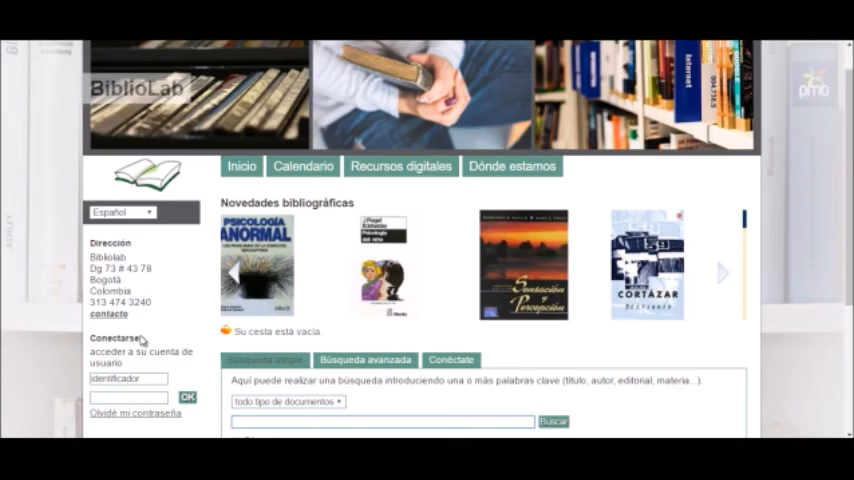 BiblioLab
Internet
pmb
Inicio
Calendario
Recursos digitales
Dónde estamos
Español
Novedades bibliográficas
PSICOLOGÍA
ANORMAL
J. Piaget
Psicología
del niño
Sensación
y
Percepción
CORTÁZAR
BESTIARIO
Dirección
Bibliolab
Dg 73 # 43 78
Bogotá
Colombia
313 474 3240
contacto
Su cesta está vacia
Conectarse
acceder a su cuenta de
usuario
identificador
OK
Olvidé mi contraseña
Búsqueda simple
Búsqueda avanzada
Conéctate
Aquí puede realizar una búsqueda introduciendo una o más palabras clave (título, autor, editorial, materia...).
todo tipo de documentos
Buscar